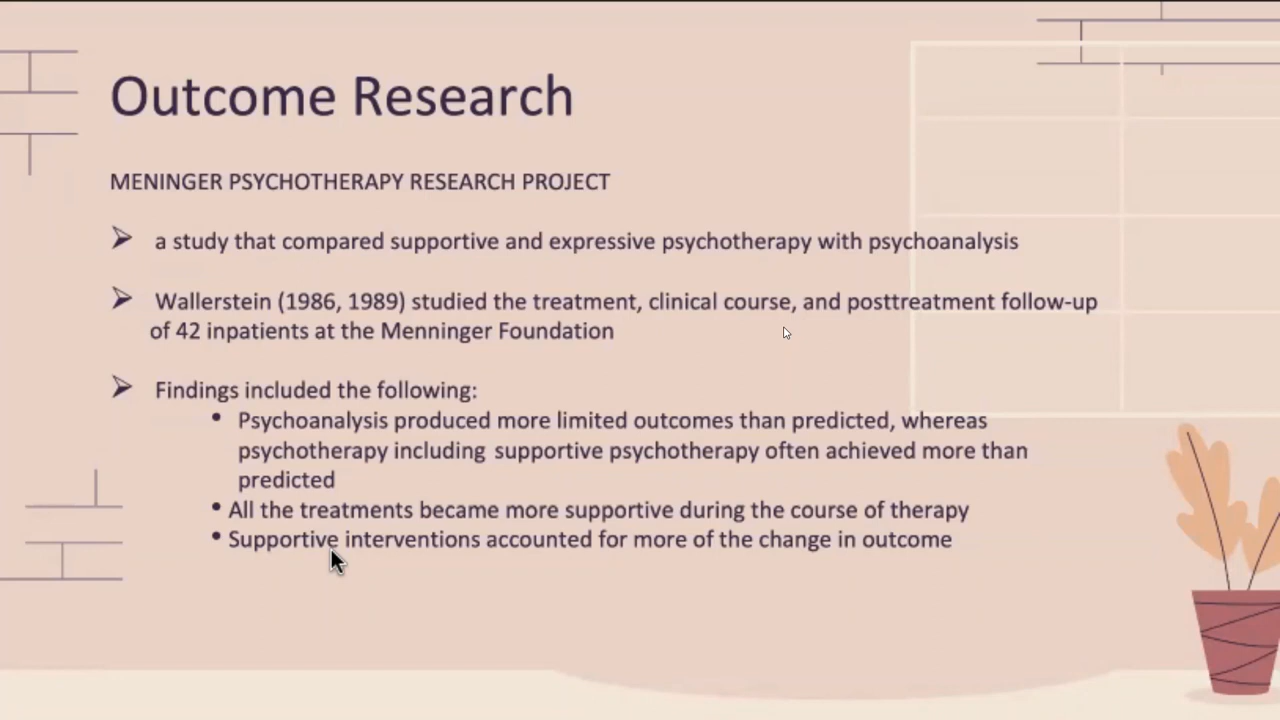 Outcome Research
MENINGER PSYCHOTHERAPY RESEARCH PROJECT
➢ a study that compared supportive and expressive psychotherapy with psychoanalysis
➢ Wallerstein (1986, 1989) studied the treatment, clinical course, and posttreatment follow-up
of 42 inpatients at the Menninger Foundation
➢ Findings included the following:
• Psychoanalysis produced more limited outcomes than predicted, whereas
psychotherapy including supportive psychotherapy often achieved more than
predicted
• All the treatments became more supportive during the course of therapy
• Supportive interventions accounted for more of the change in outcome